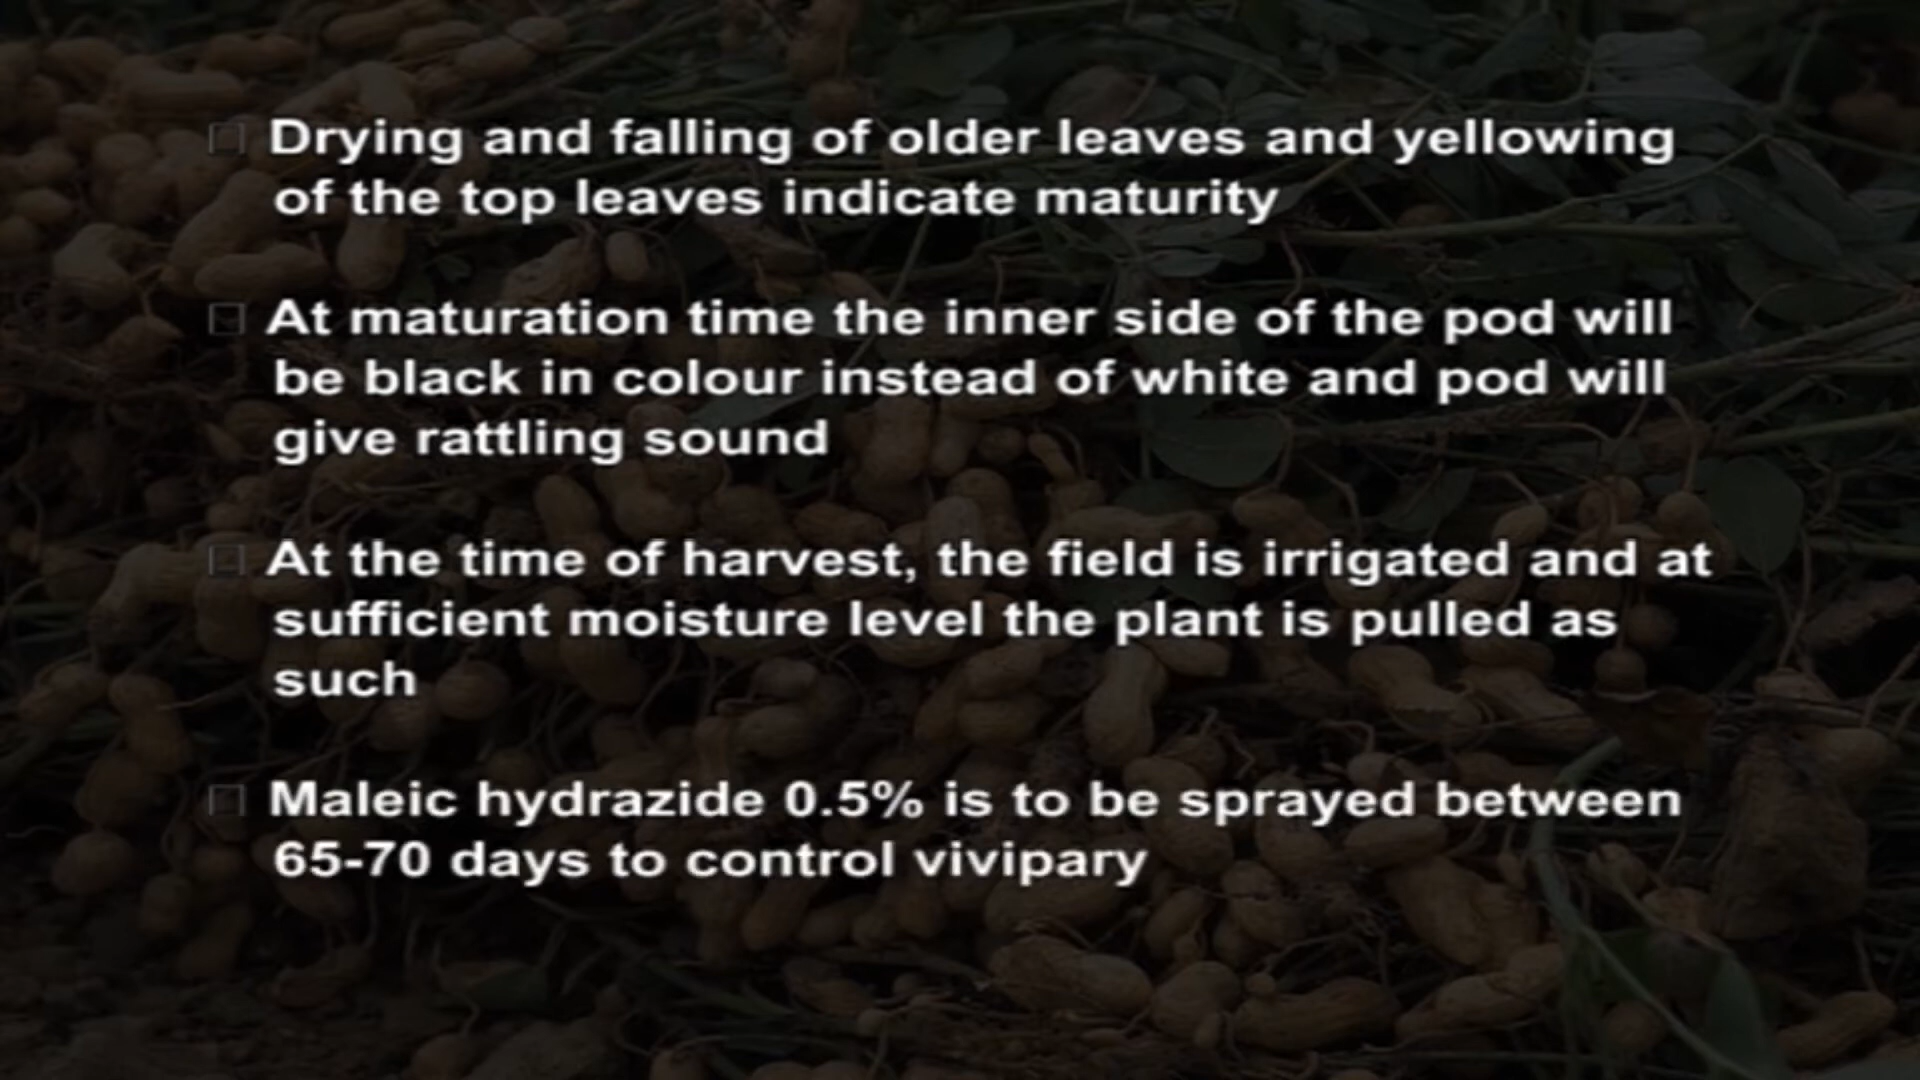 □ Drying and falling of older leaves and yellowing
of the top leaves indicate maturity
□ At maturation time the inner side of the pod will
be black in colour instead of white and pod will
give rattling sound
□ At the time of harvest, the field is irrigated and at
sufficient moisture level the plant is pulled as
such
□ Maleic hydrazide 0.5% is to be sprayed between
65-70 days to control vivipary